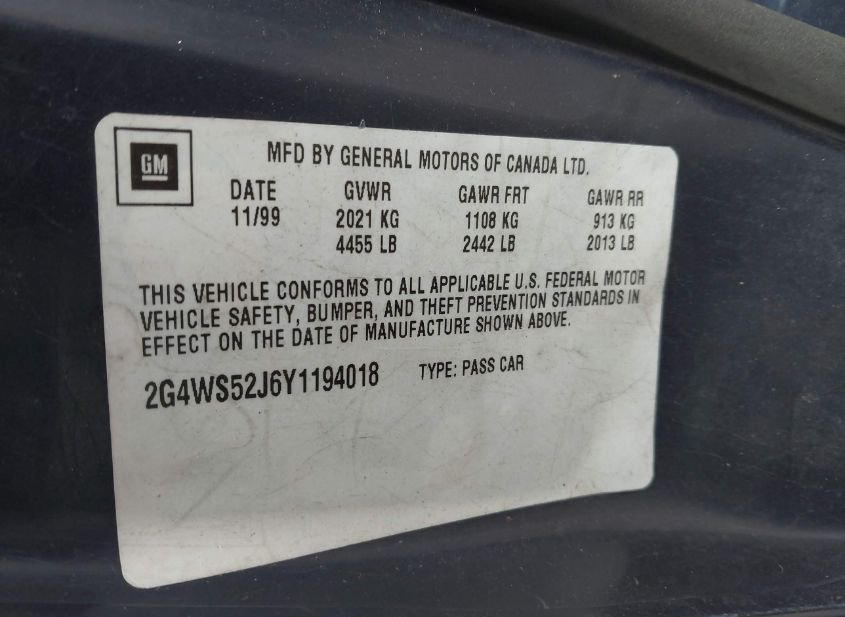 GM
MFD BY GENERAL MOTORS OF CANADA LTD.
DATE GVWR GAWR FRT GAWR RR
11/99 2021 KG 1108 KG 913 KG
4455 LB 2442 LB 2013 LB
THIS VEHICLE CONFORMS TO ALL APPLICABLE U.S. FEDERAL MOTOR
VEHICLE SAFETY, BUMPER, AND THEFT PREVENTION STANDARDS IN
EFFECT ON THE DATE OF MANUFACTURE SHOWN ABOVE.
2G4WS52J6Y1194018 TYPE: PASS CAR